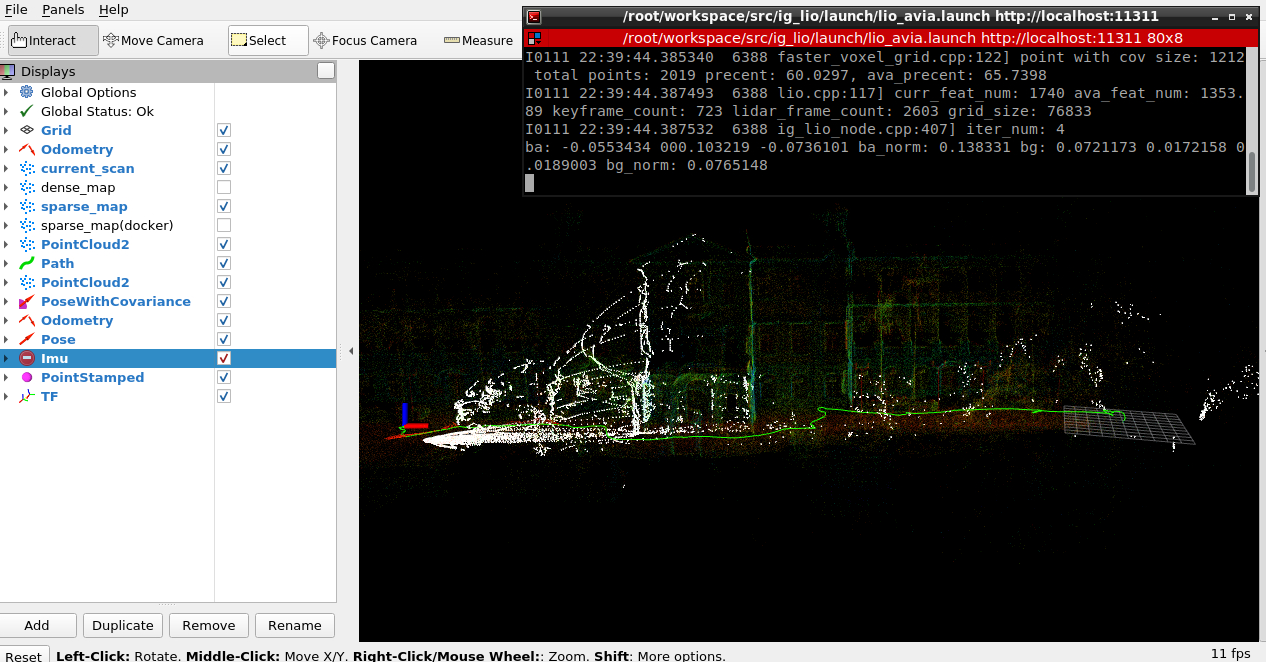 File Panels Help
Interact Move Camera Select Focus Camera Measure
/root/workspace/src/ig_lio/launch/lio_avia.launch http://localhost:11311
/root/workspace/src/ig_lio/launch/lio_avia.launch http://localhost:11311 80x8
I0111 22:39:44.385340  6388 faster_voxel_grid.cpp:122] point with cov size: 1212
 total points: 2019 precent: 60.0297, ava_precent: 65.7398
I0111 22:39:44.387493  6388 lio.cpp:117] curr_feat_num: 1740 ava_feat_num: 1353.
89 keyframe_count: 723 lidar_frame_count: 2603 grid_size: 76833
I0111 22:39:44.387532  6388 ig_lio_node.cpp:407] iter_num: 4
ba: -0.0553434 000.103219 -0.0736101 ba_norm: 0.138331 bg: 0.0721173 0.0172158 0
.0189003 bg_norm: 0.0765148
Displays
Global Options
Global Status: Ok
Grid
Odometry
current_scan
dense_map
sparse_map
sparse_map(docker)
PointCloud2
Path
PointCloud2
PoseWithCovariance
Odometry
Pose
Imu
PointStamped
TF
Add Duplicate Remove Rename
Reset Left-Click: Rotate. Middle-Click: Move X/Y. Right-Click/Mouse Wheel:: Zoom. Shift: More options. 11 fps